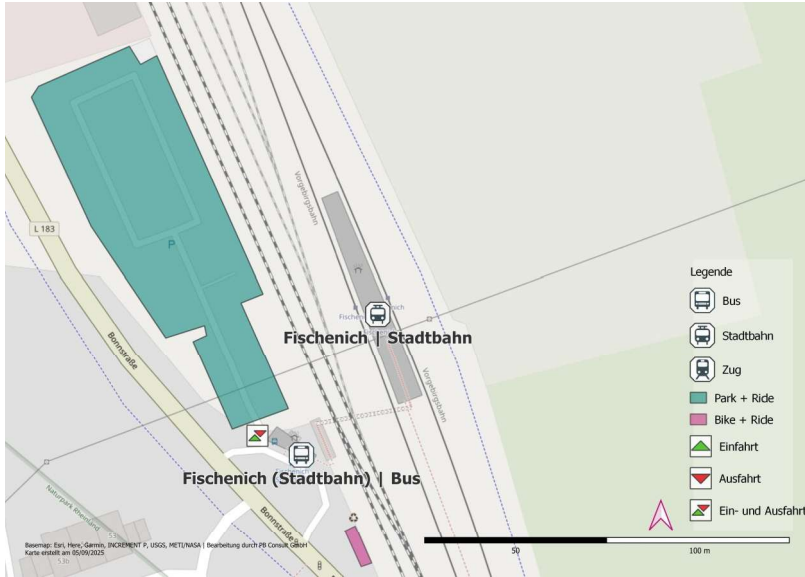 Vorgebirgsbahn
L 183
P
Legende
Bus
Fischenich | Stadtbahn
Stadtbahn
Bonnstraße
Zug
Vorgebirgsbahn
Park + Ride
Bike + Ride
Einfahrt
Fischenich (Stadtbahn) | Bus
Ausfahrt
Naturpark Rheinland
Bonnstraße
Ein- und Ausfahrt
Basemap: Esri, Here, Garmin, INCREMENT P, USGS, METI/NASA | Bearbeitung durch PB Consult GmbH
Karte erstellt am 05/09/2025
50
100 m
53b